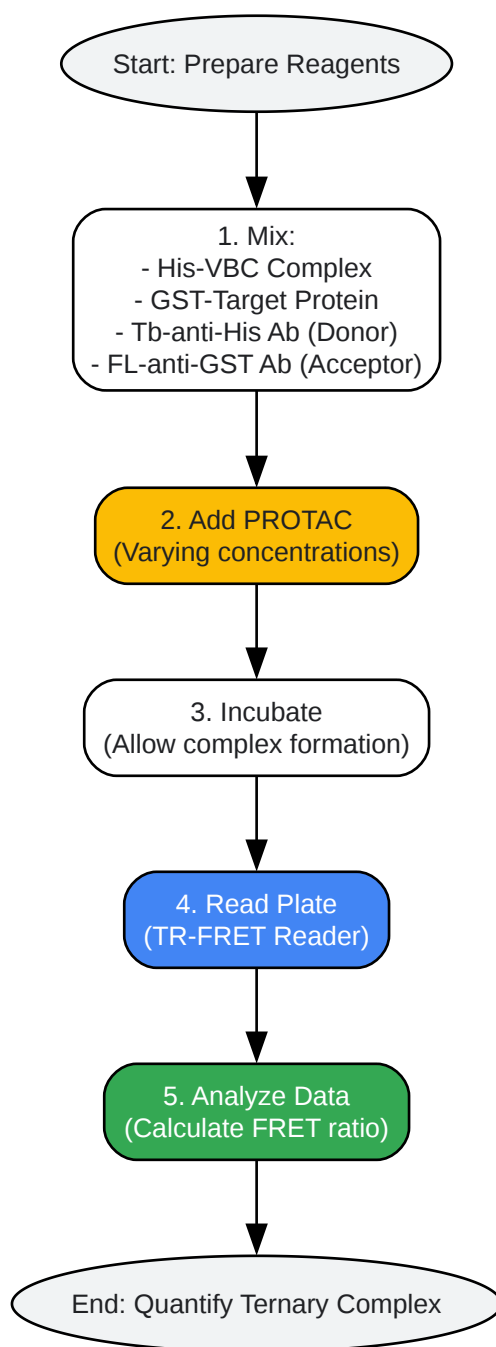 Start: Prepare Reagents
1. Mix:
- His-VBC Complex
- GST-Target Protein
- Tb-anti-His Ab (Donor)
- FL-anti-GST Ab (Acceptor)
2. Add PROTAC
(Varying concentrations)
3. Incubate
(Allow complex formation)
4. Read Plate
(TR-FRET Reader)
5. Analyze Data
(Calculate FRET ratio)
End: Quantify Ternary Complex